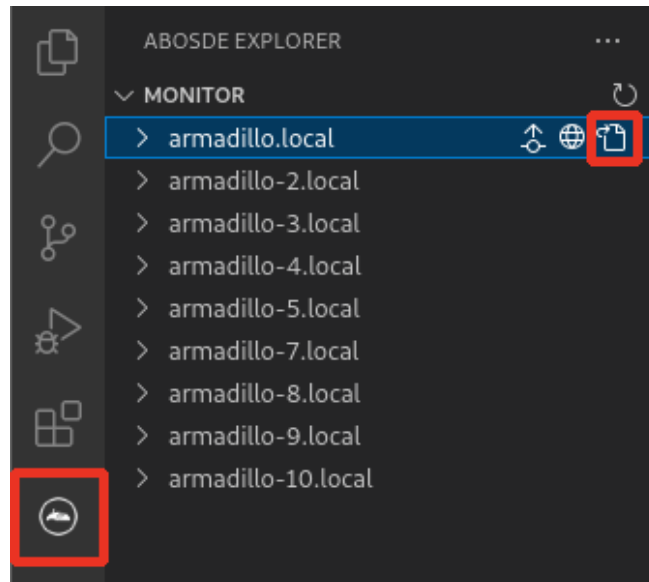 ABOSDE EXPLORER
MONITOR
armadillo.local
armadillo-2.local
armadillo-3.local
armadillo-4.local
armadillo-5.local
armadillo-7.local
armadillo-8.local
armadillo-9.local
armadillo-10.local